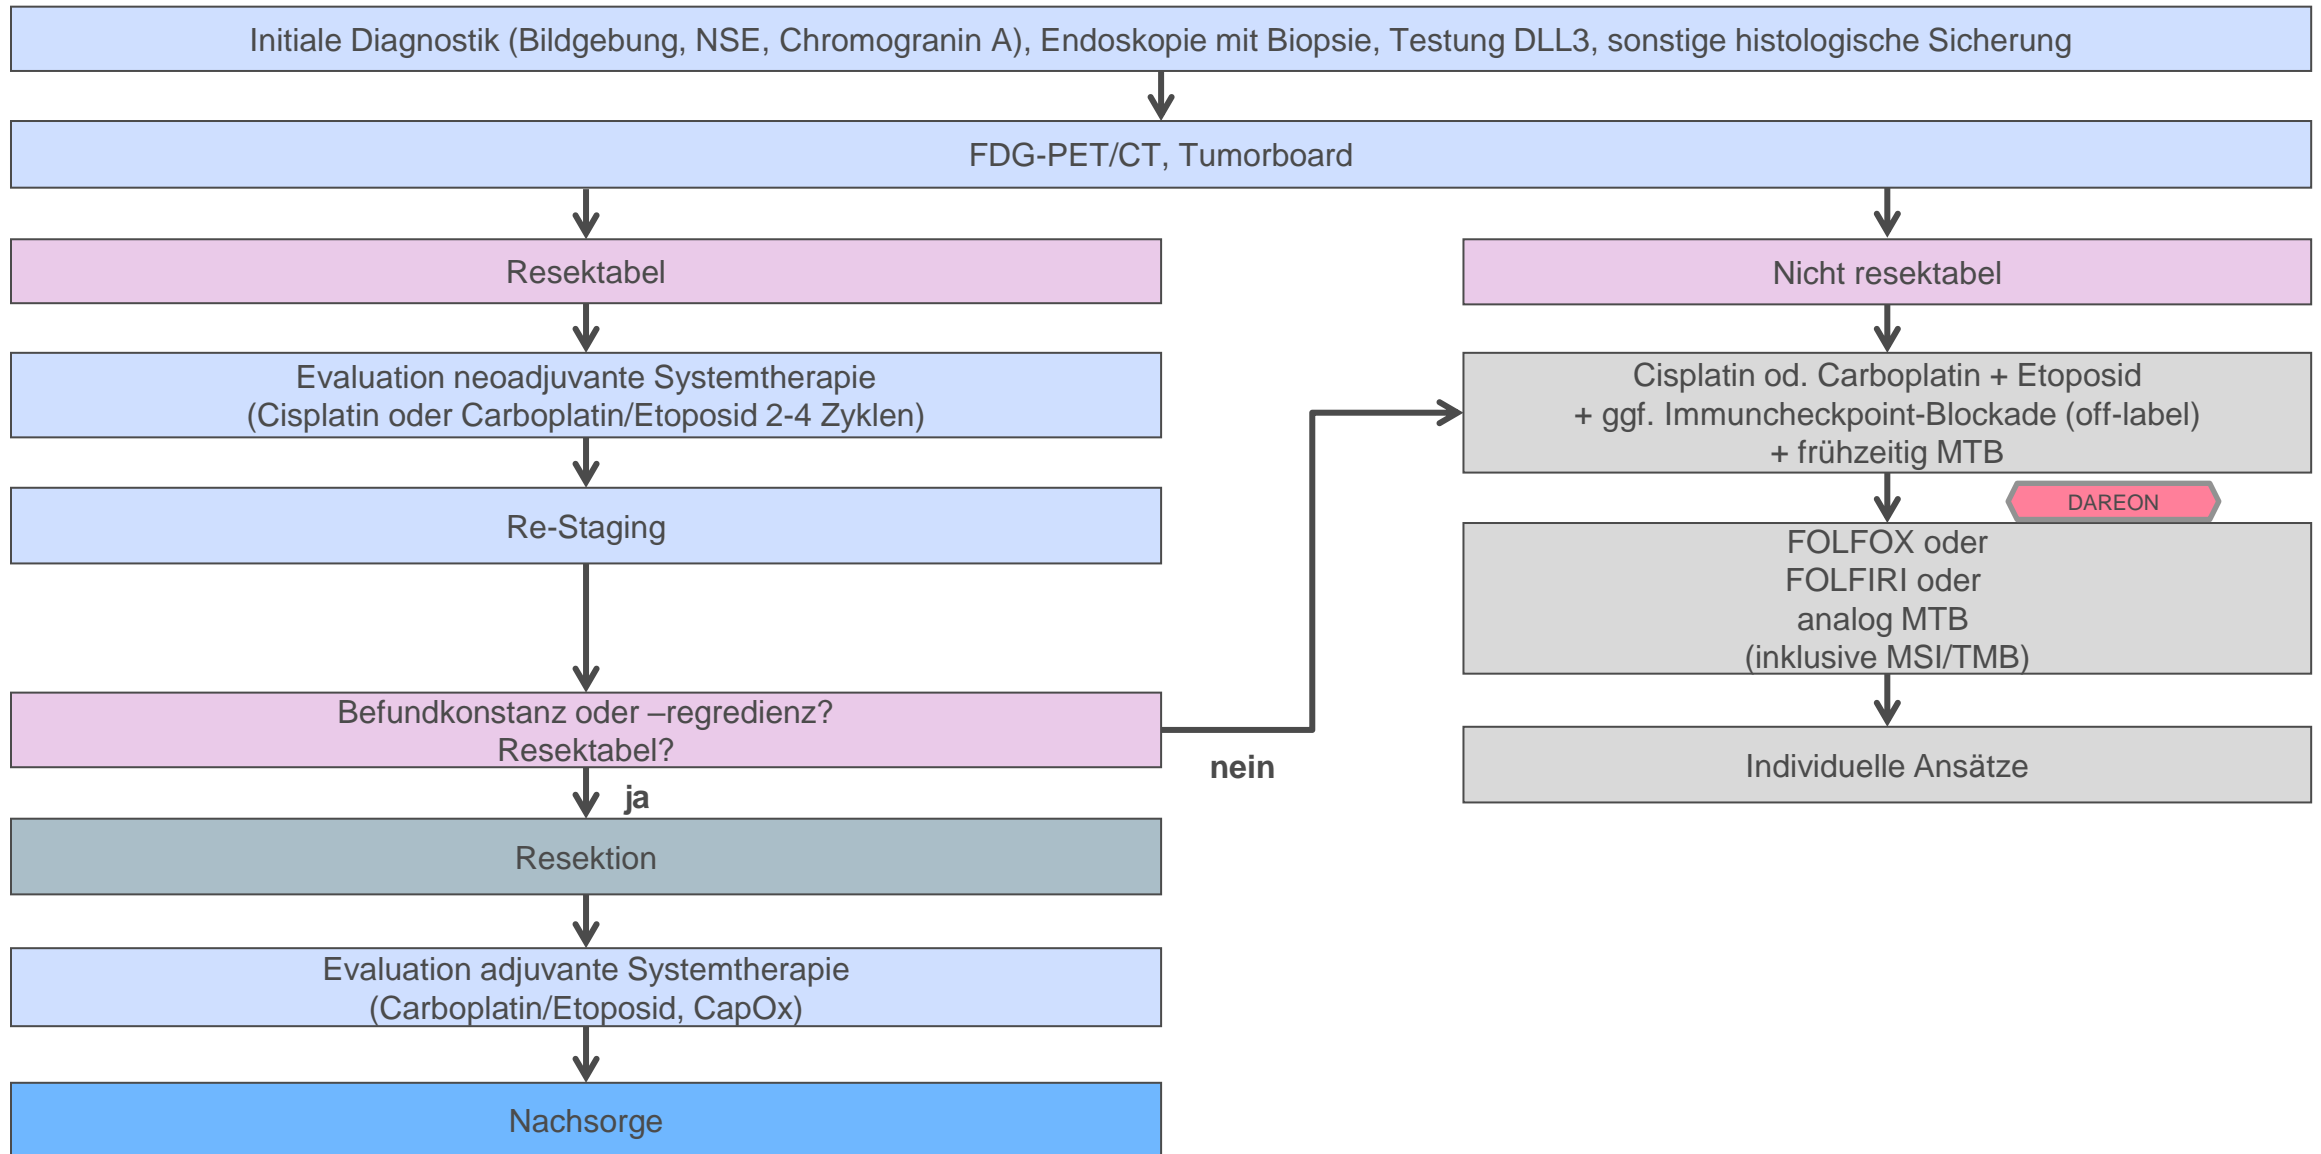 Initiale Diagnostik (Bildgebung, NSE, Chromogranin A), Endoskopie mit Biopsie, Testung DLL3, sonstige histologische Sicherung
FDG-PET/CT, Tumorboard
Resektabel
Nicht resektabel
Evaluation neoadjuvante Systemtherapie
(Cisplatin oder Carboplatin/Etoposid 2-4 Zyklen)
Cisplatin od. Carboplatin + Etoposid
+ ggf. Immuncheckpoint-Blockade (off-label)
+ frühzeitig MTB
Re-Staging
DAREON
FOLFOX oder
FOLFIRI oder
analog MTB
(inklusive MSI/TMB)
Befundkonstanz oder –regredienz?
Resektabel?
nein
Individuelle Ansätze
ja
Resektion
Evaluation adjuvante Systemtherapie
(Carboplatin/Etoposid, CapOx)
Nachsorge